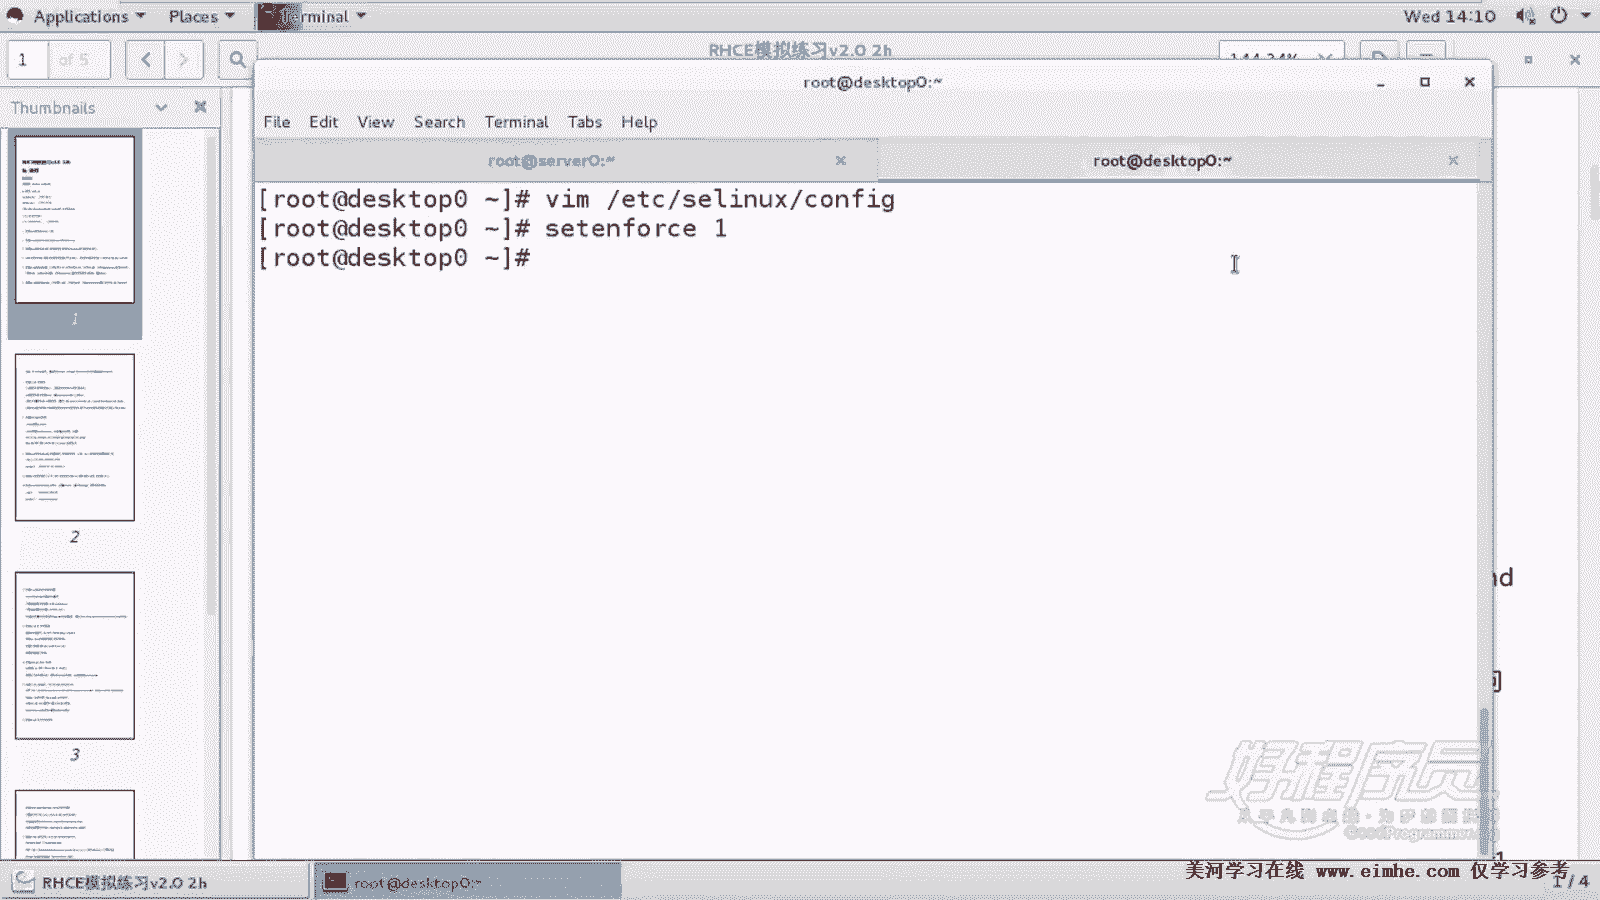 Applications Places Terminal Wed 14:10
1 of 5 RHCE模拟练习v2.0 2h 144.24%
Thumbnails
root@desktop0:~
File Edit View Search Terminal Tabs Help
root@server0:~ root@desktop0:~
[root@desktop0 ~]# vim /etc/selinux/config
[root@desktop0 ~]# setenforce 1
[root@desktop0 ~]#
1
2
3
好程序员
GoodProgrammer
美河学习在线 www.eimhe.com 仅学习参考
RHCE模拟练习v2.0 2h root@desktop0:~ 1 / 4